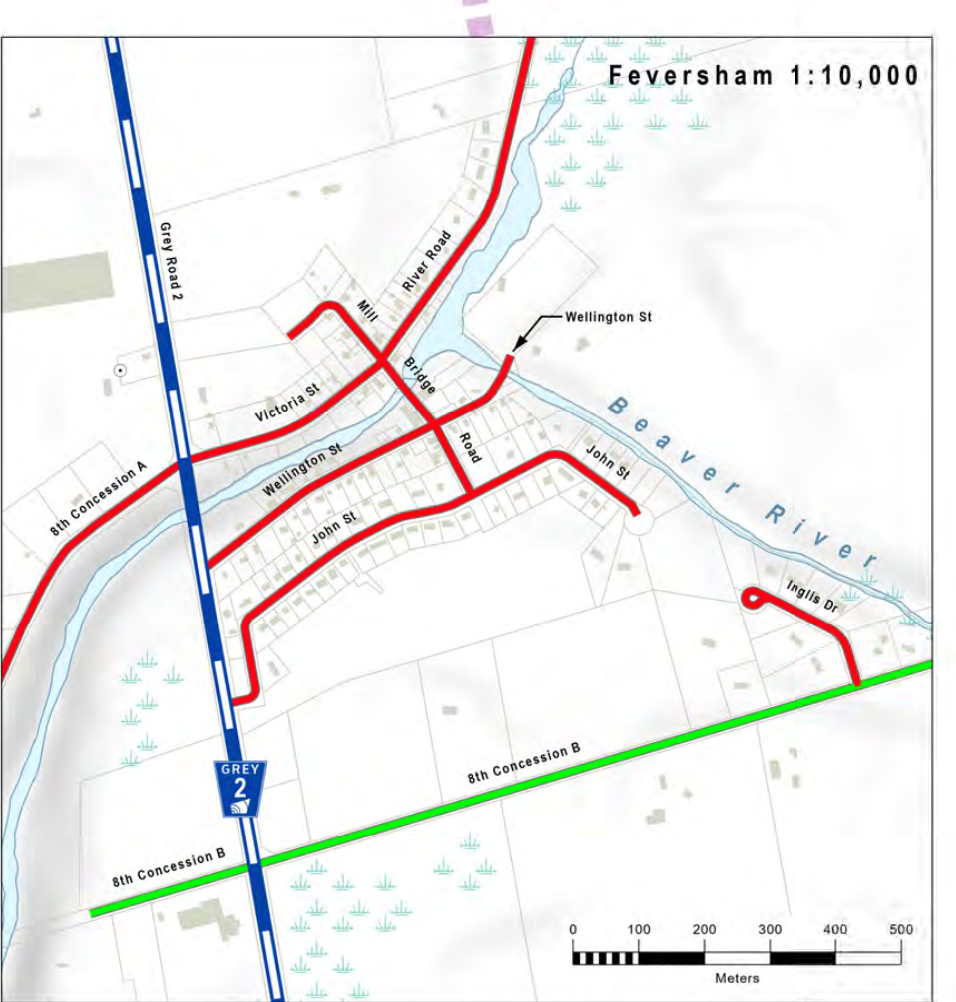 Feversham 1:10,000
Grey Road 2
River Road
Mill
Bridge
Road
Wellington St
Victoria St
Beaver River
Wellington St
John St
8th Concession A
John St
Inglis Dr
GREY
2
8th Concession B
8th Concession B
0 100 200 300 400 500
Meters